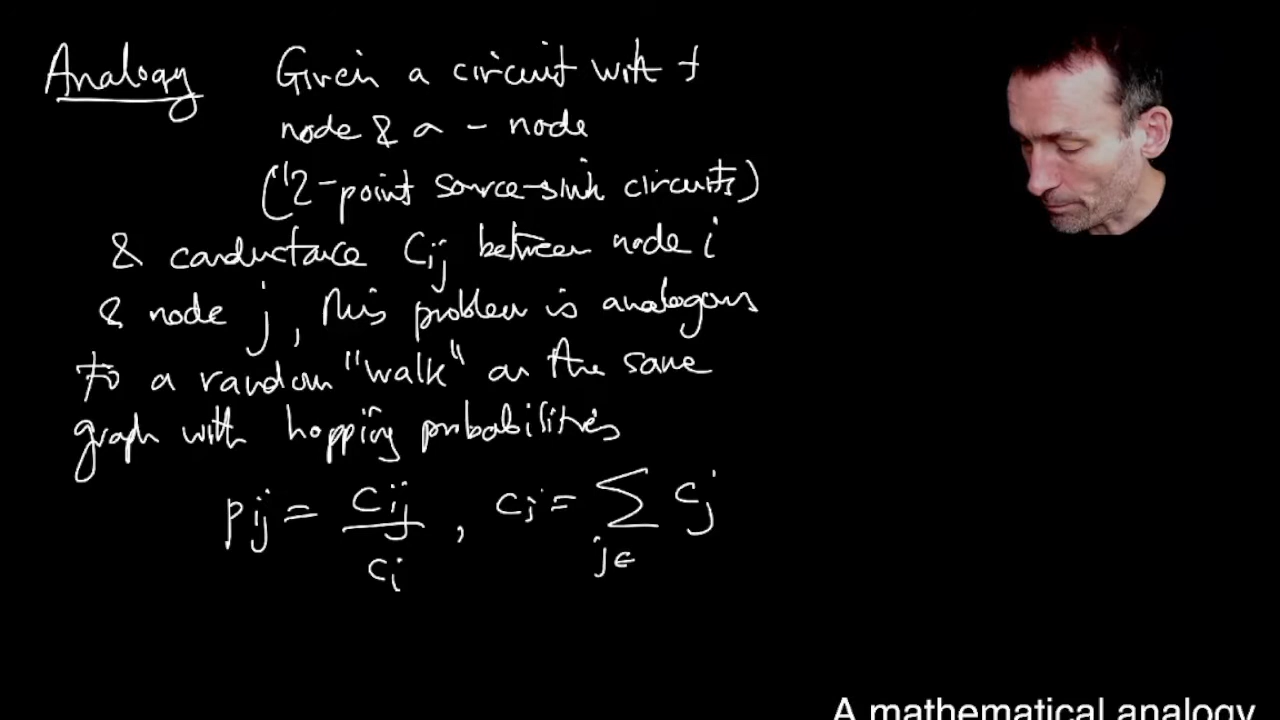 Analogy Given a circuit with +
node & a - node
("2-point source-sink circuits)
& conductance Cij between node i
& node j, this problem is analogous
to a random "walk" on the same
graph with hopping probabilities
pij = cij / ci , ci = ∑ j∈ cj
A mathematical analogy